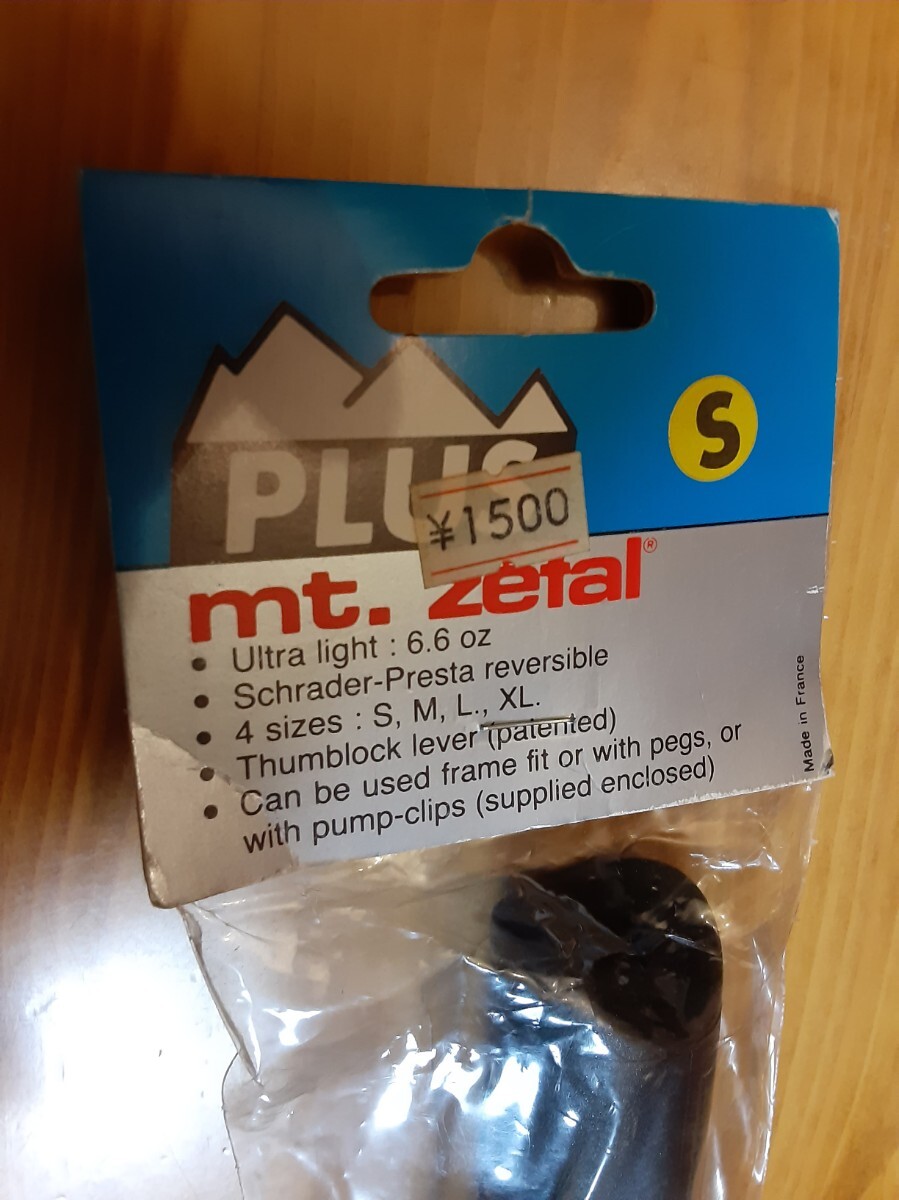 S
PLUS
¥1500
mt. zéfal®
• Ultra light : 6.6 oz
• Schrader-Presta reversible
• 4 sizes : S, M, L., XL.
• Thumblock lever (patented)
• Can be used frame fit or with pegs, or
with pump-clips (supplied enclosed)
Made in France